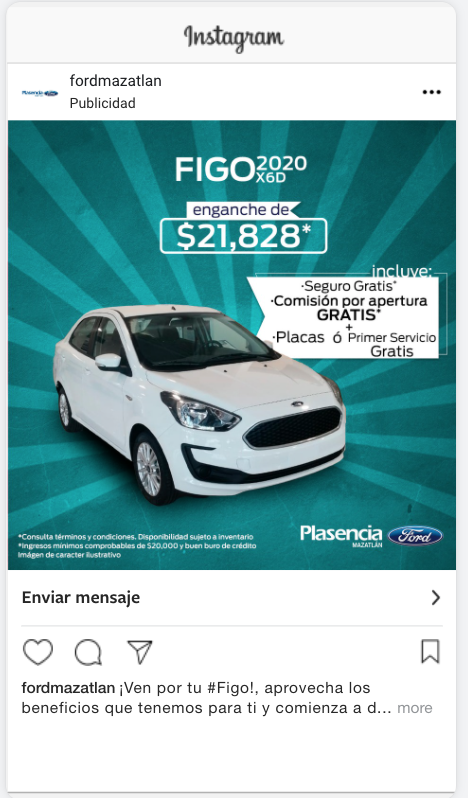 Instagram
Plasencia Ford
fordmazatlan
Publicidad
FIGO 2020
X6D
enganche de
$21,828*
incluye:
·Seguro Gratis*
·Comisión por apertura
GRATIS*
+
·Placas ó Primer Servicio
Gratis
*Consulta términos y condiciones. Disponibilidad sujeto a inventario
*Ingresos mínimos comprobables de $20,000 y buen buro de crédito
Imágen de caracter ilustrativo
Plasencia Ford
MAZATLÁN
Enviar mensaje
fordmazatlan ¡Ven por tu #Figo!, aprovecha los
beneficios que tenemos para ti y comienza a d... more